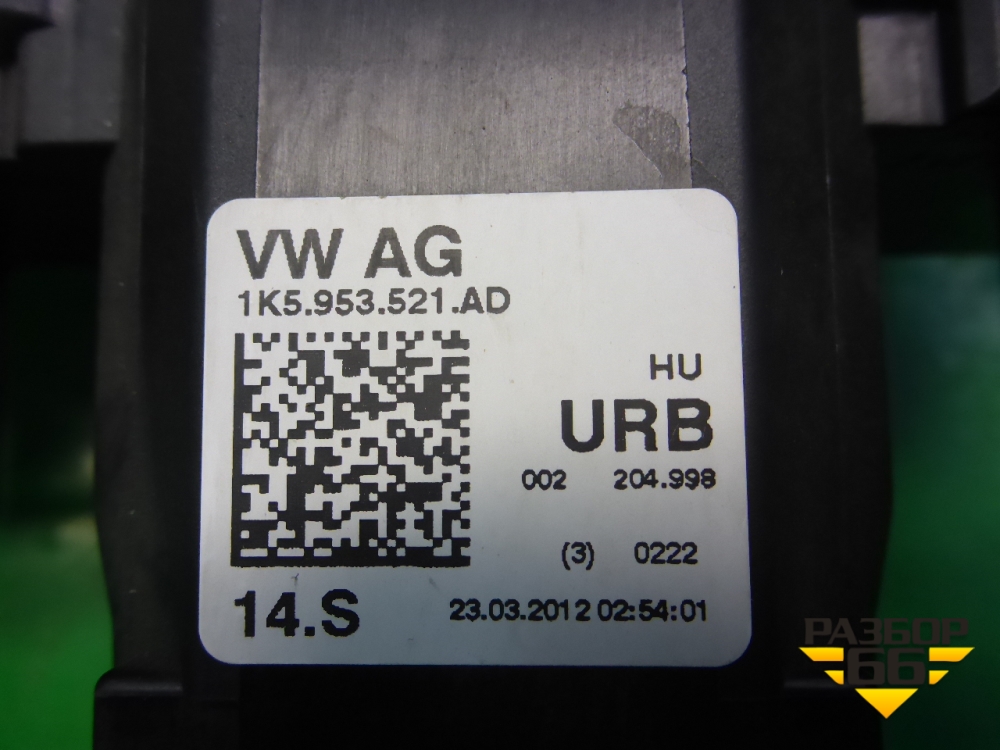 VW AG
1K5.953.521.AD
HU
URB
002 204.998
(3) 0222
14.S 23.03.2012 02:54:01
РАЗБОР
66